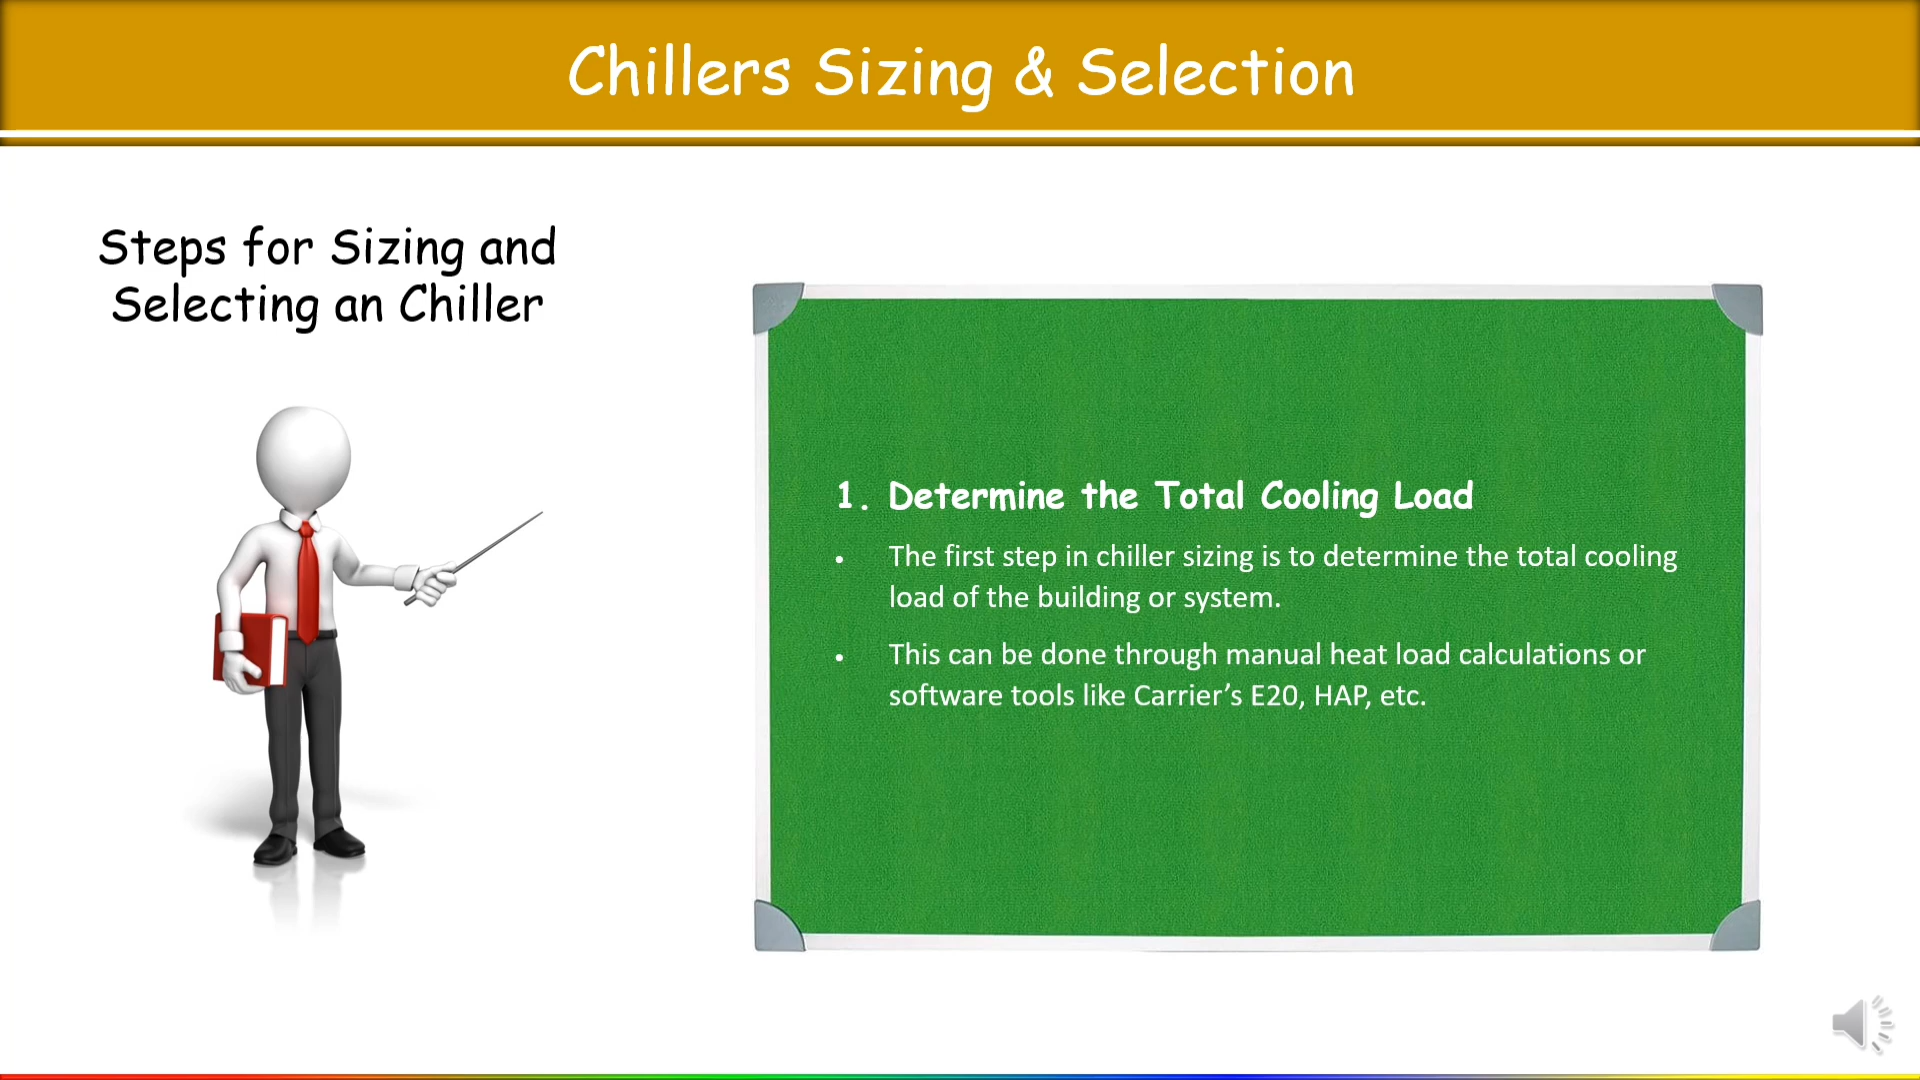 Chillers Sizing & Selection
Steps for Sizing and
Selecting an Chiller
1. Determine the Total Cooling Load
• The first step in chiller sizing is to determine the total cooling
load of the building or system.
• This can be done through manual heat load calculations or
software tools like Carrier’s E20, HAP, etc.